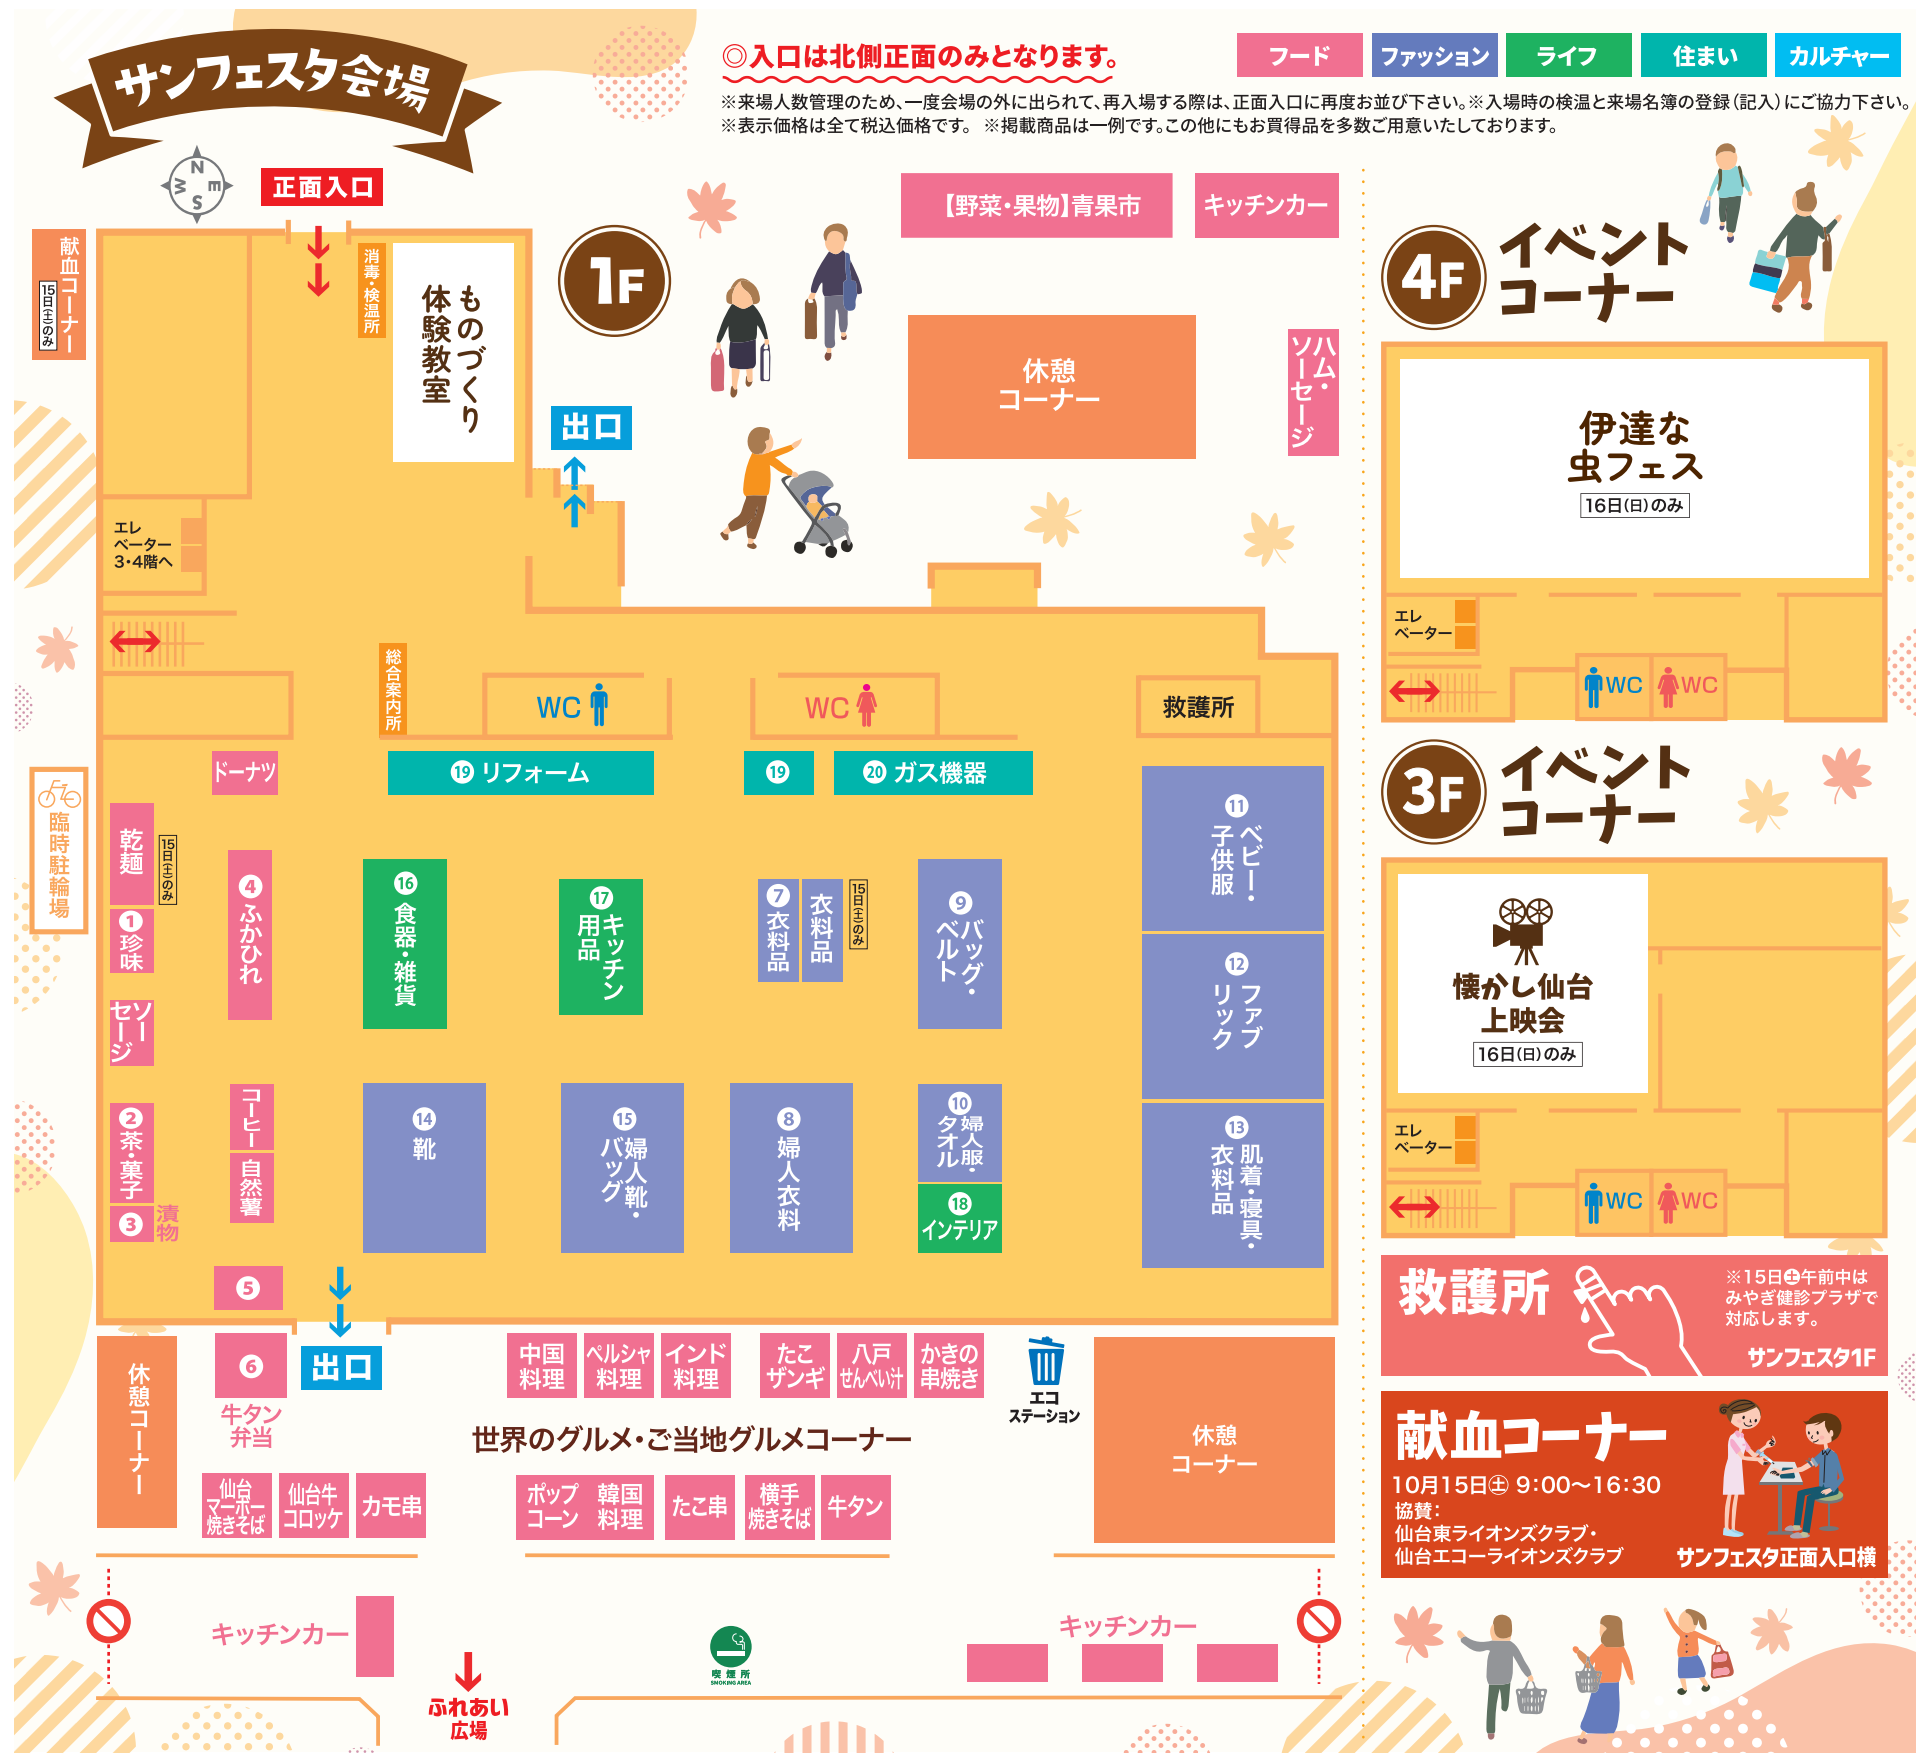 サンフェスタ会場
◎入口は北側正面のみとなります。
フード
ファッション
ライフ
住まい
カルチャー
※来場人数管理のため、一度会場の外に出られて、再入場する際は、正面入口に再度お並び下さい。※入場時の検温と来場名簿の登録（記入）にご協力下さい。
※表示価格は全て税込価格です。 ※掲載商品は一例です。この他にもお買得品を多数ご用意いたしております。
N
W
E
S
正面入口
献血コーナー
15日(土)のみ
消毒・検温所
ものづくり
体験教室
1F
【野菜・果物】青果市
キッチンカー
休憩
コーナー
ハム・
ソーセージ
出口
エレ
ベーター
3・4階へ
総合案内所
WC
WC
救護所
ドーナツ
⑲リフォーム
⑲
⑳ガス機器
臨時駐輪場
乾麺
15日(土)のみ
①珍味
④ふかひれ
ソー
セージ
⑯食器・雑貨
⑰キッチン
用品
⑦衣料品
衣料品
15日(土)のみ
⑨バッグ・
ベルト
⑪ベビー・
子供服
⑫ファブ
リック
⑬肌着・寝具・
衣料品
②茶・菓子
③
漬物
コーヒー
自然薯
⑭靴
⑮婦人靴・
バッグ
⑧婦人衣料
⑩婦人服・
タオル
⑱
インテリア
⑤
⑥
牛タン
弁当
出口
休憩コーナー
中国
料理
ペルシャ
料理
インド
料理
たこ
ザンギ
八戸
せんべい汁
かきの
串焼き
エコ
ステーション
休憩
コーナー
世界のグルメ・ご当地グルメコーナー
仙台
マーボー
焼きそば
仙台牛
コロッケ
カモ串
ポップ
コーン
韓国
料理
たこ串
横手
焼きそば
牛タン
キッチンカー
喫煙所
SMOKING AREA
キッチンカー
ふれあい
広場
4F
イベント
コーナー
伊達な
虫フェス
16日(日)のみ
エレ
ベーター
WC
WC
3F
イベント
コーナー
懐かし仙台
上映会
16日(日)のみ
エレ
ベーター
WC
WC
救護所
※15日㊏午前中は
みやぎ健診プラザで
対応します。
サンフェスタ1F
献血コーナー
10月15日㊏ 9：00〜16：30
協賛：
仙台東ライオンズクラブ・
仙台エコーライオンズクラブ
サンフェスタ正面入口横